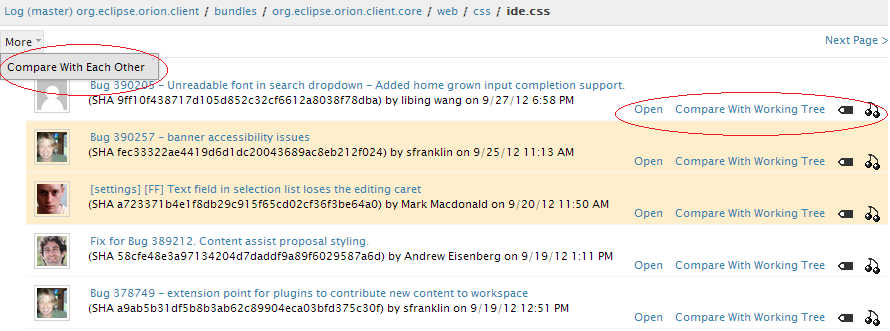 Log (master) org.eclipse.orion.client / bundles / org.eclipse.orion.client.core / web / css / ide.css
More
Next Page >
Compare With Each Other
Bug 390205 - Unreadable font in search dropdown - Added home grown input completion support.
(SHA 9ff10f438717d105d852c32cf6612a8038f78dba) by libing wang on 9/27/12 6:58 PM
Open Compare With Working Tree
Bug 390257 - banner accessibility issues
(SHA fec33322ae4419d6d1dc20043689ac8eb212f024) by sfranklin on 9/25/12 11:13 AM
Open Compare With Working Tree
[settings] [FF] Text field in selection list loses the editing caret
(SHA a723371b4e1f8db29c915f65cd02cf36f3be64a0) by Mark Macdonald on 9/20/12 11:50 AM
Open Compare With Working Tree
Fix for Bug 389212. Content assist proposal styling.
(SHA 58cfe48e3a97134204d7daddf9a89f6029587a6d) by Andrew Eisenberg on 9/19/12 1:11 PM
Open Compare With Working Tree
Bug 378749 - extension point for plugins to contribute new content to workspace
(SHA a9ab5b31df5b8b3ab62c89904eca03bfd375c30f) by sfranklin on 9/19/12 12:51 PM
Open Compare With Working Tree